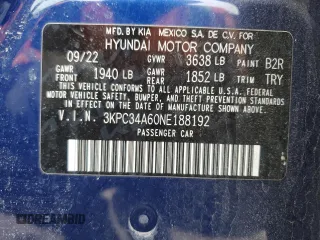 MFD. BY KIA MEXICO S.A. DE C.V. FOR
HYUNDAI MOTOR COMPANY
09/22 GVWR 3638 LB PAINT B2R
GAWR FRONT 1940 LB GAWR REAR 1852 LB TRIM TRY
THIS VEHICLE CONFORMS TO ALL APPLICABLE
U.S. FEDERAL MOTOR VEHICLE SAFETY,
BUMPER, AND THEFT PREVENTION STANDARDS
IN EFFECT ON THE DATE OF MANUFACTURE
SHOWN ABOVE.
V.I.N. 3KPC34A60NE188192
PASSENGER CAR
DREAMBID